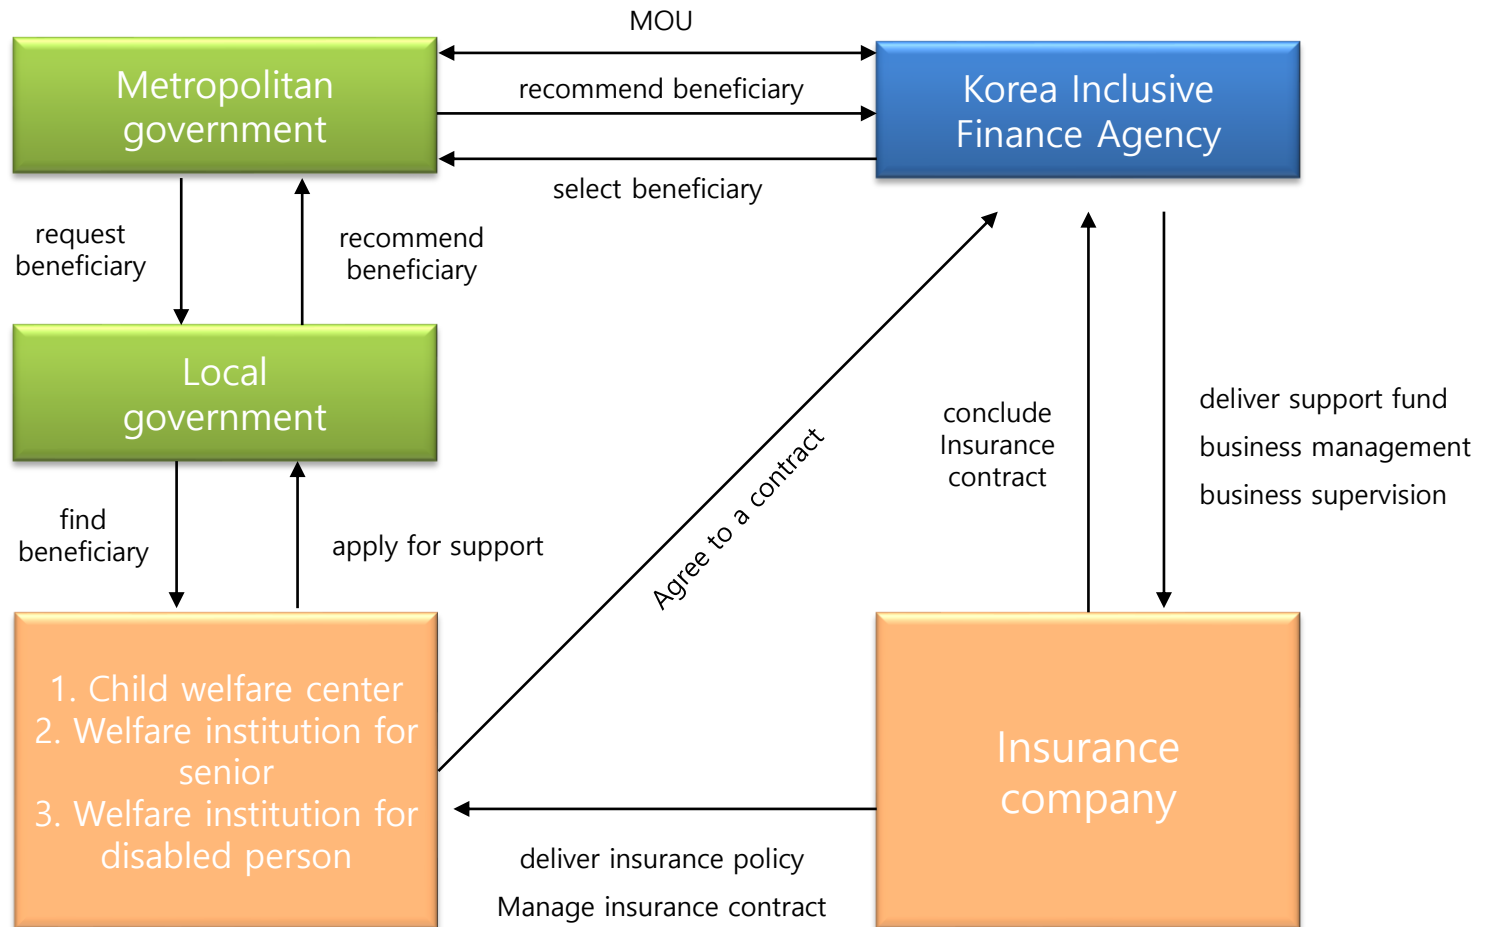 MOU
Metropolitan
government
recommend beneficiary
Korea Inclusive
Finance Agency
select beneficiary
request
beneficiary
recommend
beneficiary
Local
government
conclude
Insurance
contract
deliver support fund
business management
business supervision
find
beneficiary
apply for support
Agree to a contract
1. Child welfare center
2. Welfare institution for
senior
3. Welfare institution for
disabled person
Insurance
company
deliver insurance policy
Manage insurance contract